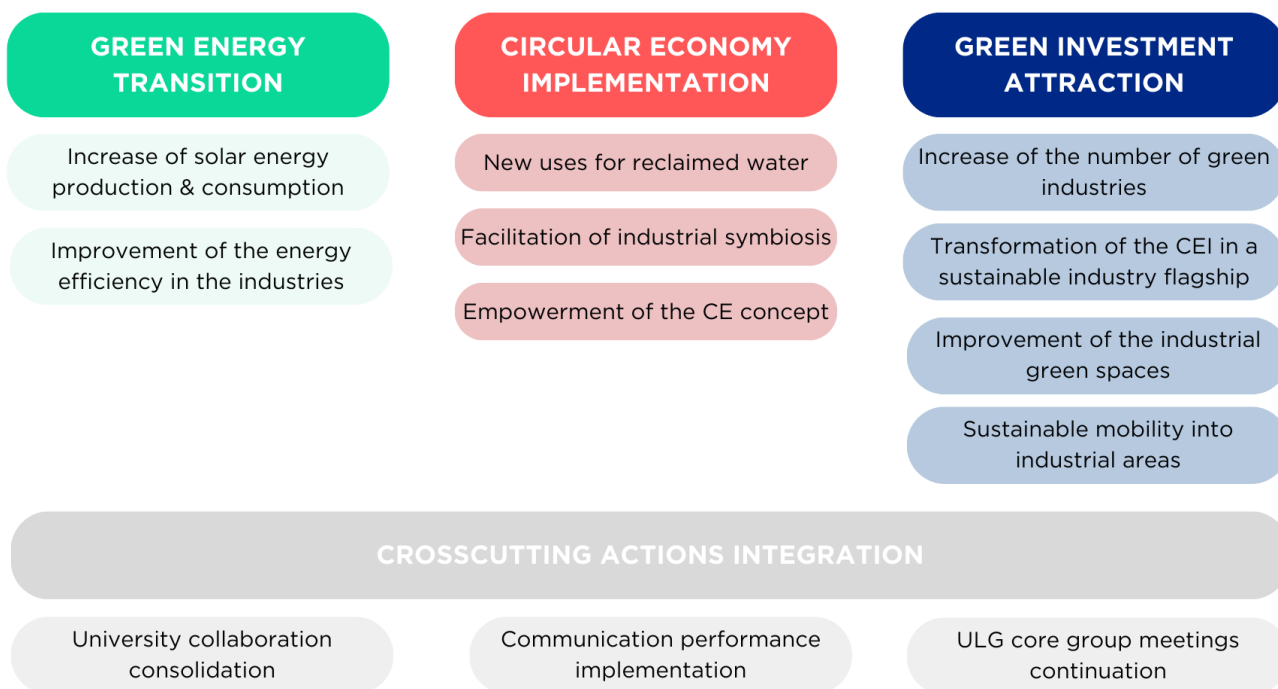 GREEN ENERGY
TRANSITION
Increase of solar energy
production & consumption
Improvement of the energy
efficiency in the industries
CIRCULAR ECONOMY
IMPLEMENTATION
New uses for reclaimed water
Facilitation of industrial symbiosis
Empowerment of the CE concept
GREEN INVESTMENT
ATTRACTION
Increase of the number of green
industries
Transformation of the CEI in a
sustainable industry flagship
Improvement of the industrial
green spaces
Sustainable mobility into
industrial areas
CROSSCUTTING ACTIONS INTEGRATION
University collaboration
consolidation
Communication performance
implementation
ULG core group meetings
continuation